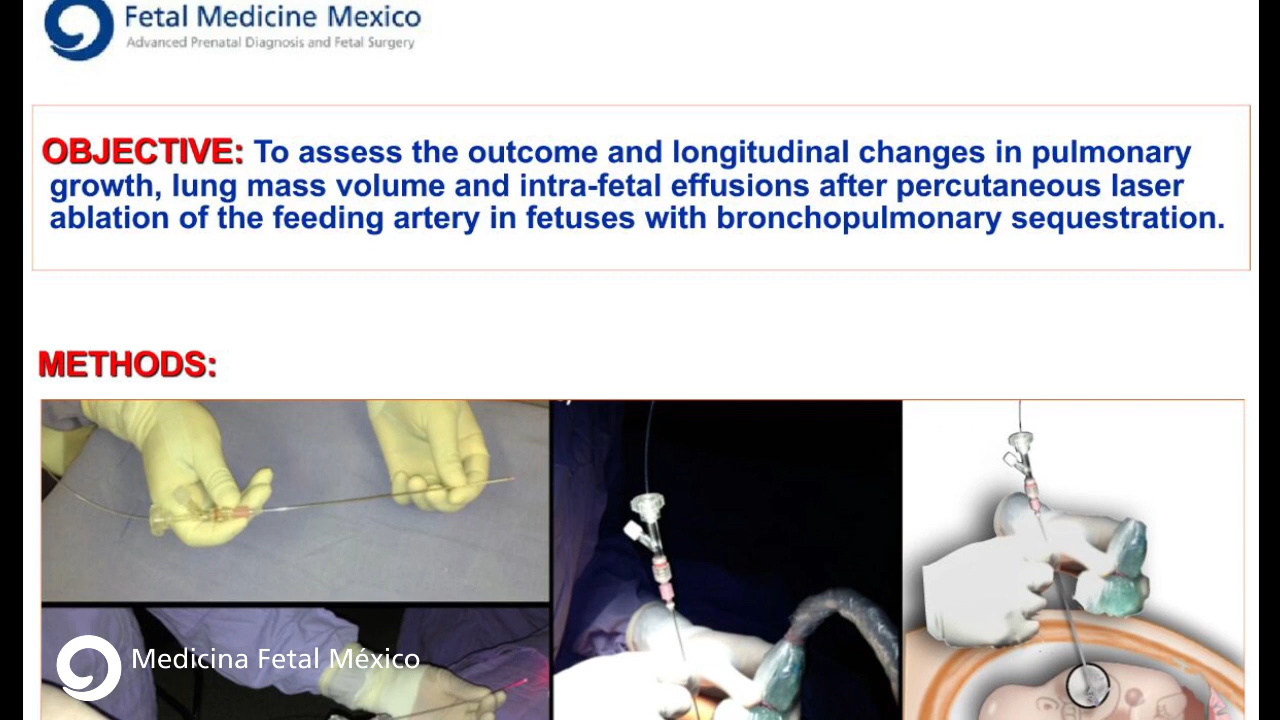 Fetal Medicine Mexico
Advanced Prenatal Diagnosis and Fetal Surgery
OBJECTIVE: To assess the outcome and longitudinal changes in pulmonary
growth, lung mass volume and intra-fetal effusions after percutaneous laser
ablation of the feeding artery in fetuses with bronchopulmonary sequestration.
METHODS:
Medicina Fetal México